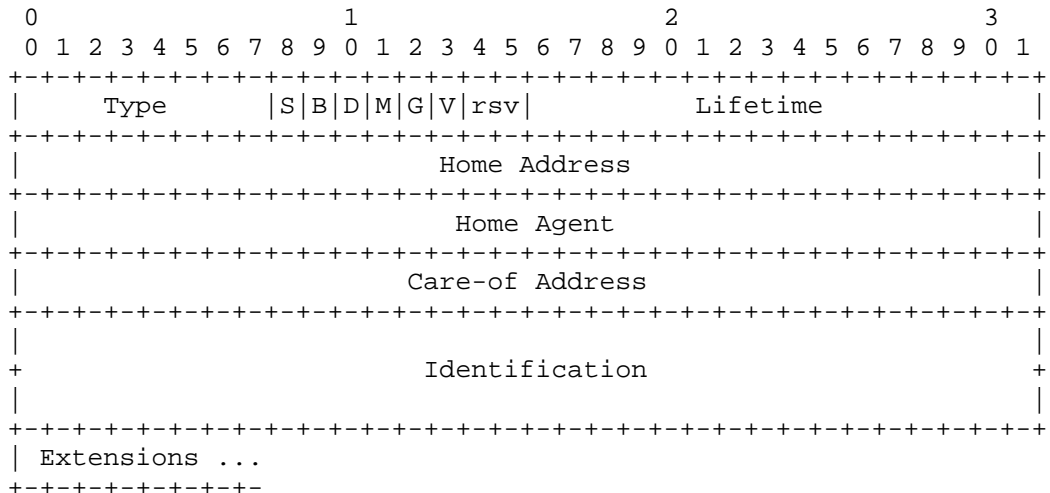 0                   1                   2                   3
 0 1 2 3 4 5 6 7 8 9 0 1 2 3 4 5 6 7 8 9 0 1 2 3 4 5 6 7 8 9 0 1
+-+-+-+-+-+-+-+-+-+-+-+-+-+-+-+-+-+-+-+-+-+-+-+-+-+-+-+-+-+-+-+-+
|     Type      |S|B|D|M|G|V|rsv|          Lifetime             |
+-+-+-+-+-+-+-+-+-+-+-+-+-+-+-+-+-+-+-+-+-+-+-+-+-+-+-+-+-+-+-+-+
|                          Home Address                         |
+-+-+-+-+-+-+-+-+-+-+-+-+-+-+-+-+-+-+-+-+-+-+-+-+-+-+-+-+-+-+-+-+
|                           Home Agent                          |
+-+-+-+-+-+-+-+-+-+-+-+-+-+-+-+-+-+-+-+-+-+-+-+-+-+-+-+-+-+-+-+-+
|                        Care-of Address                        |
+-+-+-+-+-+-+-+-+-+-+-+-+-+-+-+-+-+-+-+-+-+-+-+-+-+-+-+-+-+-+-+-+
|                                                               |
+                         Identification                        +
|                                                               |
+-+-+-+-+-+-+-+-+-+-+-+-+-+-+-+-+-+-+-+-+-+-+-+-+-+-+-+-+-+-+-+-+
| Extensions ...
+-+-+-+-+-+-+-+-